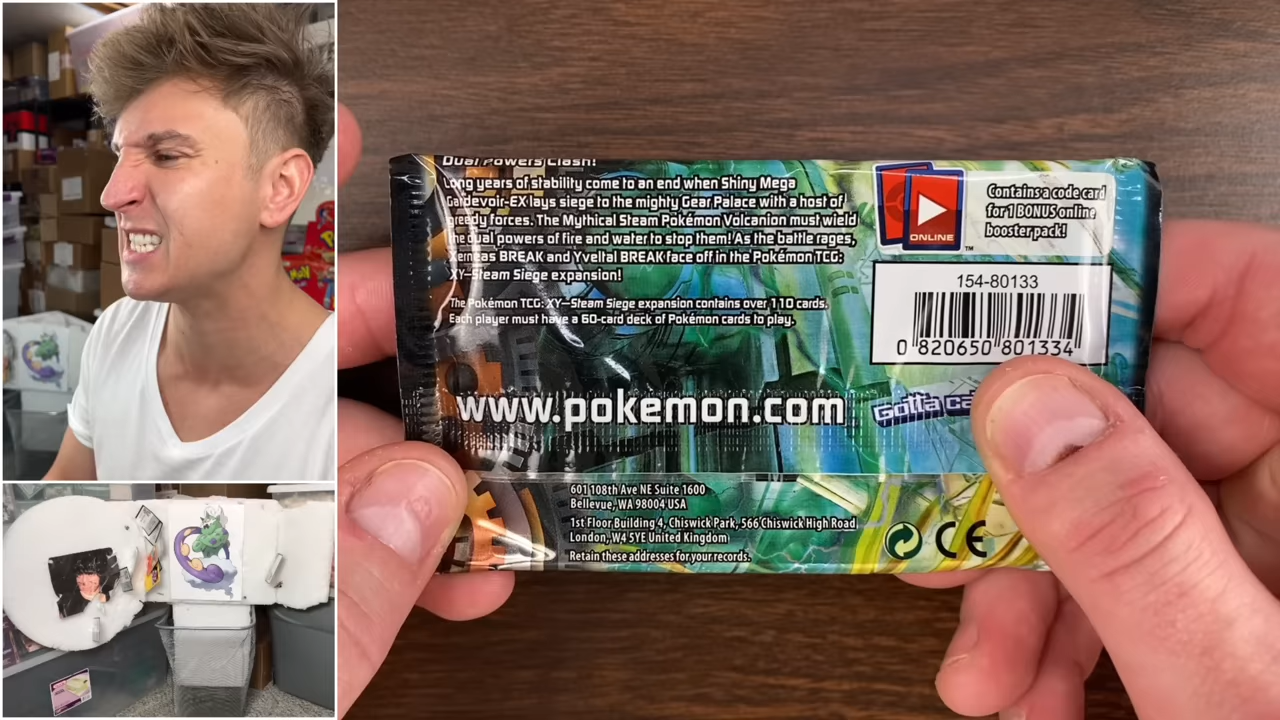 Dual Powers Clash!
Long years of stability come to an end when Shiny Mega
Gardevoir-EX lays siege to the mighty Gear Palace with a host of
greedy forces. The Mythical Steam Pokémon Volcanion must wield
the dual powers of fire and water to stop them! As the battle rages,
Xerneas BREAK and Yveltal BREAK face off in the Pokémon TCG:
XY—Steam Siege expansion!
The Pokémon TCG: XY—Steam Siege expansion contains over 110 cards.
Each player must have a 60-card deck of Pokémon cards to play.
www.pokemon.com
601 108th Ave NE Suite 1600
Bellevue, WA 98004 USA
1st Floor Building 4, Chiswick Park, 566 Chiswick High Road
London, W4 5YE United Kingdom
Retain these addresses for your records.
ONLINE™
Contains a code card
for 1 BONUS online
booster pack!
154-80133
0 820650 801334
Gotta
CE